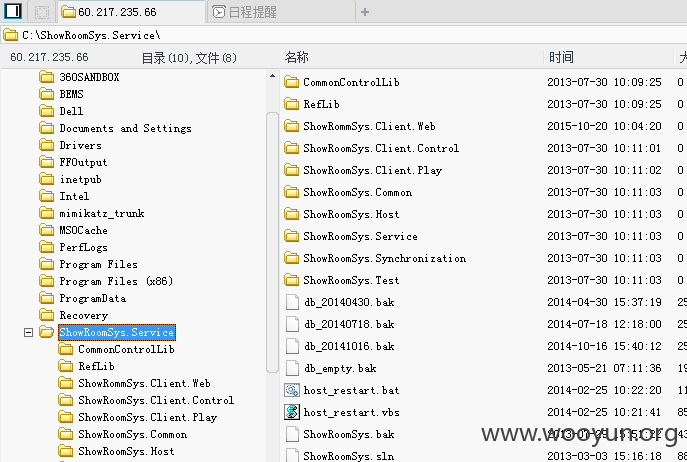 60.217.235.66 日程提醒 +
C:\ShowRoomSys.Service\
60.217.235.66 目录(10),文件(8) 名称 时间
360SANDBOX
BEMS
Dell
Documents and Settings
Drivers
FFOutput
inetpub
Intel
mimikatz_trunk
MSOCache
PerfLogs
Program Files
Program Files (x86)
ProgramData
Recovery
ShowRoomSys.Service
CommonControlLib
RefLib
ShowRommSys.Client.Web
ShowRoomSys.Client.Control
ShowRoomSys.Client.Play
ShowRoomSys.Common
ShowRoomSys.Host
CommonControlLib 2013-07-30 10:09:25 0
RefLib 2013-07-30 10:09:25 0
ShowRommSys.Client.Web 2015-10-20 10:04:20 0
ShowRoomSys.Client.Control 2013-07-30 10:11:01 0
ShowRoomSys.Client.Play 2013-07-30 10:11:02 0
ShowRoomSys.Common 2013-07-30 10:11:03 0
ShowRoomSys.Host 2013-07-30 10:11:03 0
ShowRoomSys.Service 2013-07-30 10:11:03 0
ShowRoomSys.Synchronization 2013-07-30 10:11:03 0
ShowRoomSys.Test 2013-07-30 10:11:03 0
db_20140430.bak 2014-04-30 15:37:19 25
db_20140718.bak 2014-07-18 12:18:00 25
db_20141016.bak 2014-10-16 15:40:12 25
db_empty.bak 2013-05-21 07:11:36 19
host_restart.bat 2014-02-25 10:22:20 11
host_restart.vbs 2014-02-25 10:21:41 85
ShowRoomSys.bak
ShowRoomSys.sln 2013-03-03 15:16:18 88
www.wooyun.org